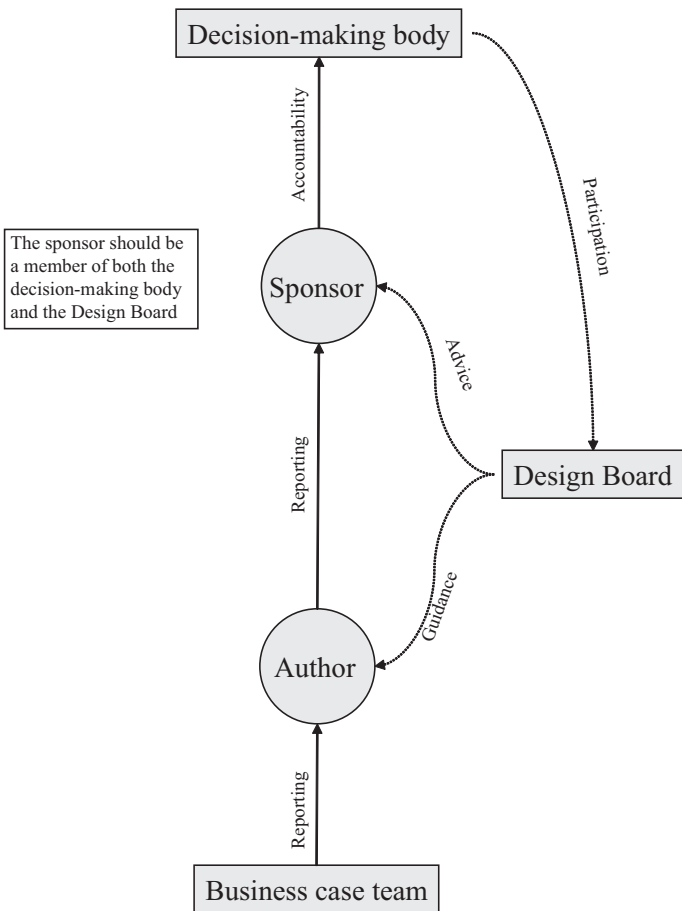 Decision-making body
Accountability
Participation
The sponsor should be
a member of both the
decision-making body
and the Design Board
Sponsor
Advice
Reporting
Design Board
Guidance
Author
Reporting
Business case team